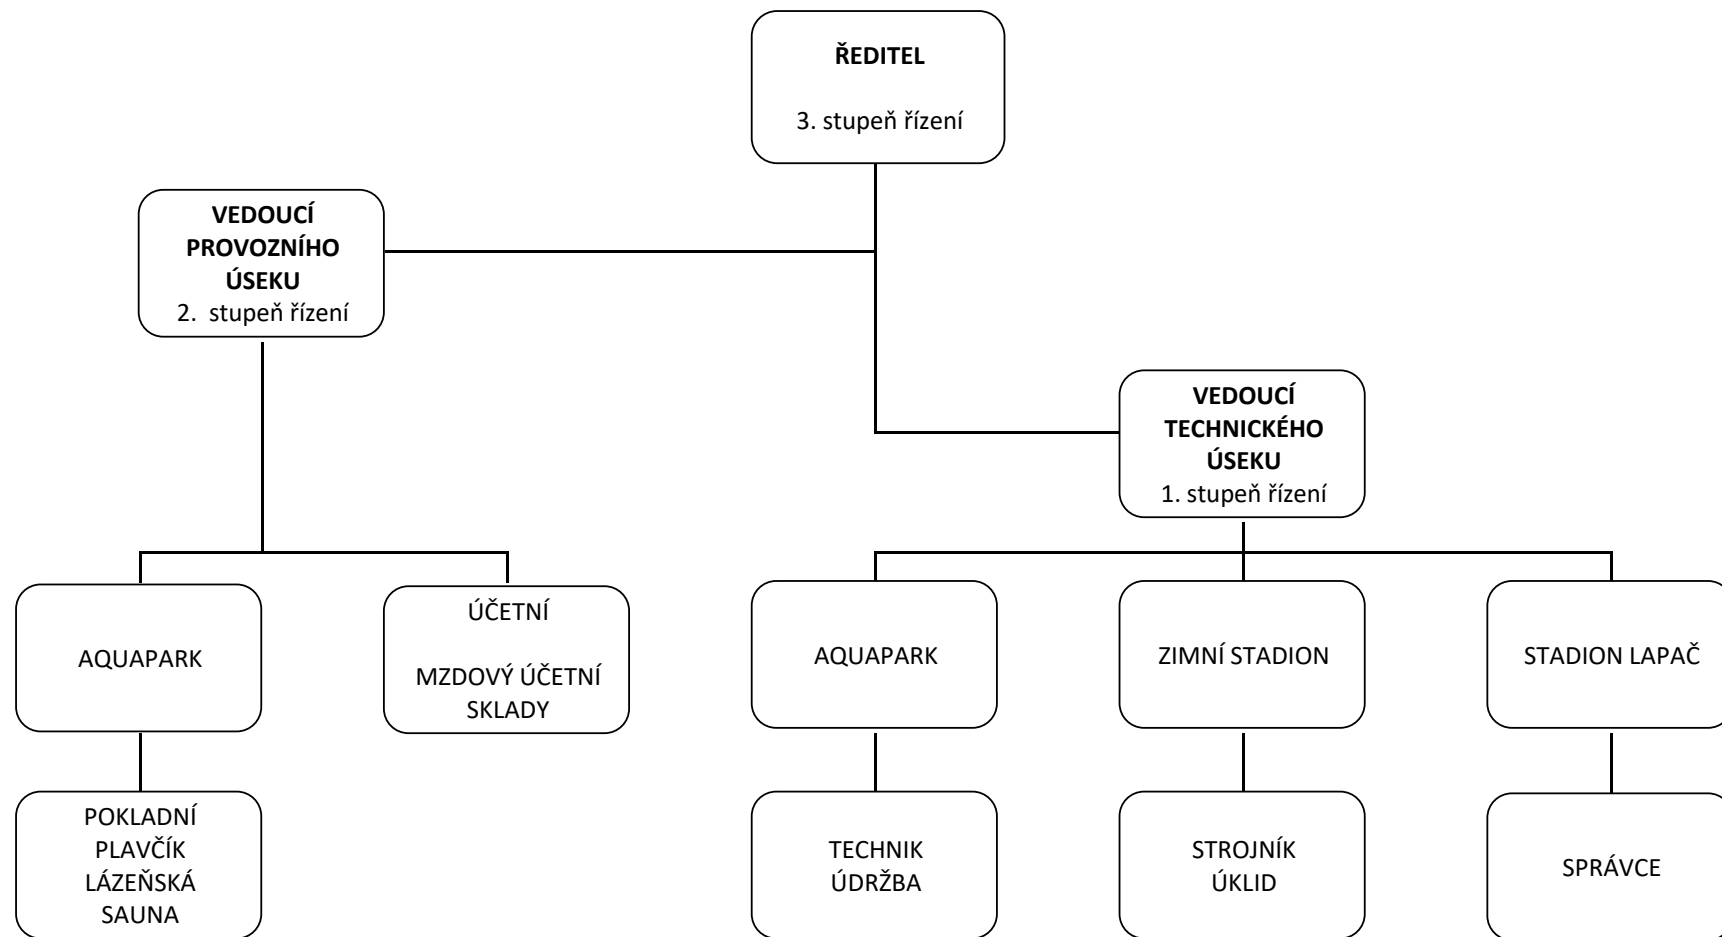 ŘEDITEL
3. stupeň řízení
VEDOUCÍ
PROVOZNÍHO
ÚSEKU
2. stupeň řízení
VEDOUCÍ
TECHNICKÉHO
ÚSEKU
1. stupeň řízení
AQUAPARK
ÚČETNÍ
MZDOVÝ ÚČETNÍ
SKLADY
AQUAPARK
ZIMNÍ STADION
STADION LAPAČ
POKLADNÍ
PLAVČÍK
LÁZEŇSKÁ
SAUNA
TECHNIK
ÚDRŽBA
STROJNÍK
ÚKLID
SPRÁVCE